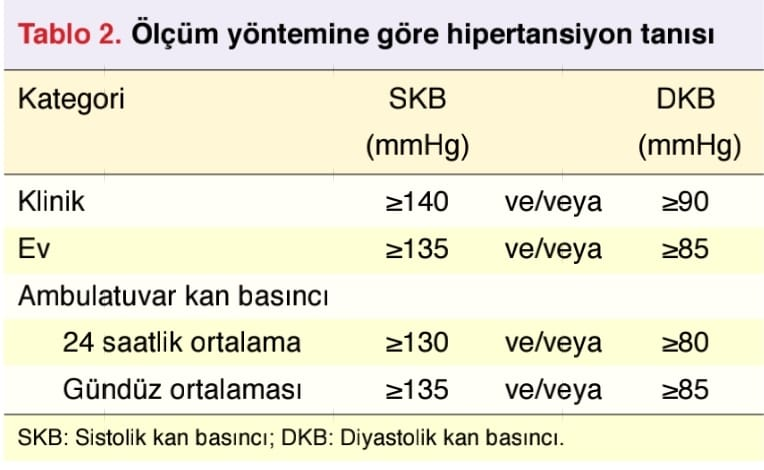 Tablo 2. Ölçüm yöntemine göre hipertansiyon tanısı
Kategori SKB DKB
(mmHg) (mmHg)
Klinik ≥140 ve/veya ≥90
Ev ≥135 ve/veya ≥85
Ambulatuvar kan basıncı
24 saatlik ortalama ≥130 ve/veya ≥80
Gündüz ortalaması ≥135 ve/veya ≥85
SKB: Sistolik kan basıncı; DKB: Diyastolik kan basıncı.